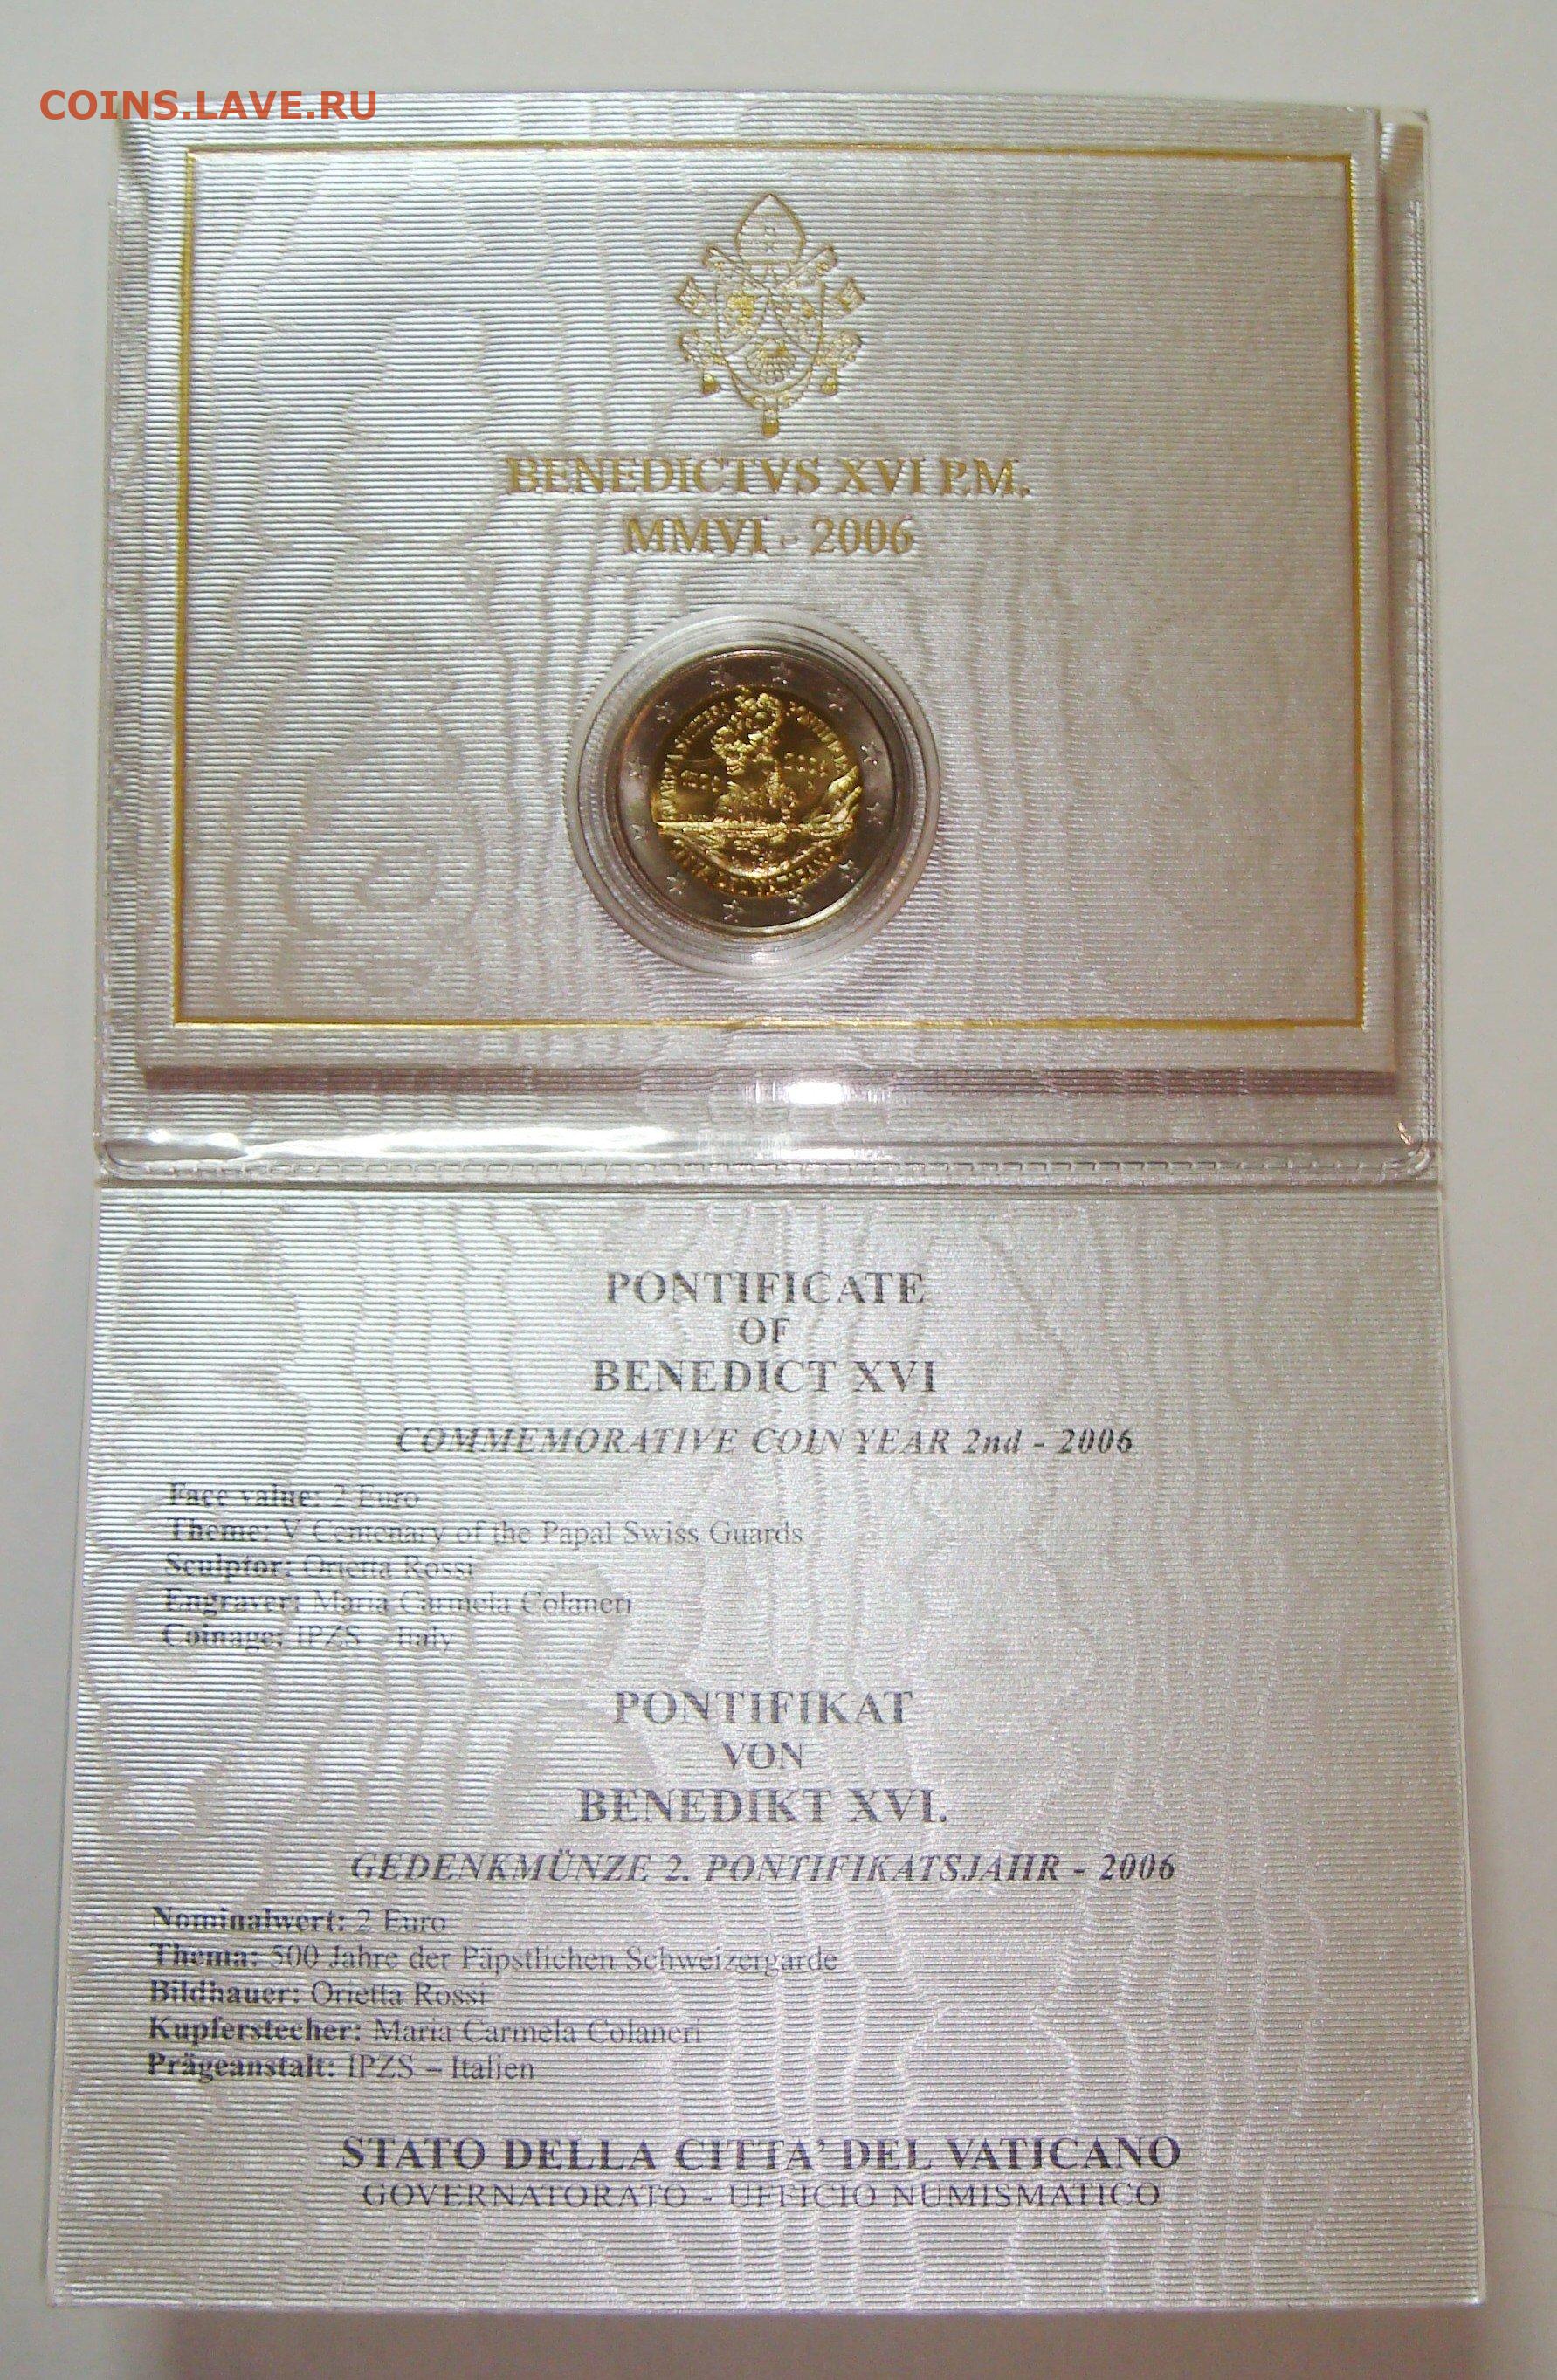 COINS.LAVE.RU
BENEDICTVS XVI P.M.
MMVI - 2006
PONTIFICATE
OF
BENEDICT XVI
COMMEMORATIVE COIN YEAR 2nd - 2006
Face value: 2 Euro
Theme: V Centenary of the Papal Swiss Guards
Sculptor: Orietta Rossi
Engraver: Maria Carmela Colaneri
Coinage: IPZS – Italy
PONTIFIKAT
VON
BENEDIKT XVI.
GEDENKMÜNZE 2. PONTIFIKATSJAHR - 2006
Nominalwert: 2 Euro
Thema: 500 Jahre der Päpstlichen Schweizergarde
Bildhauer: Orietta Rossi
Kupferstecher: Maria Carmela Colaneri
Prägeanstalt: IPZS – Italien
STATO DELLA CITTA' DEL VATICANO
GOVERNATORATO - UFFICIO NUMISMATICO